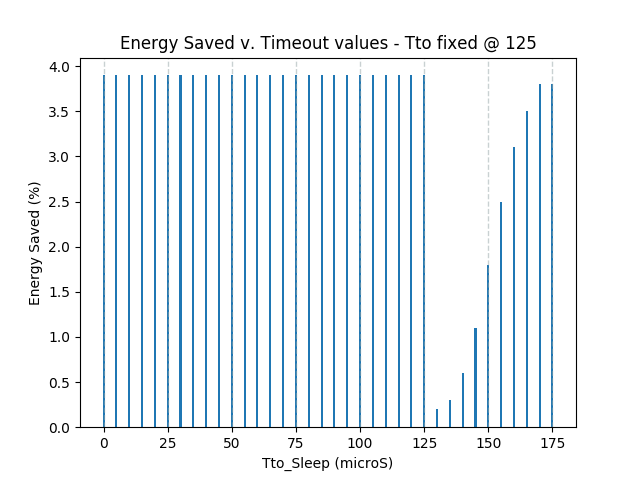 Energy Saved v. Timeout values - Tto fixed @ 125
4.0
3.5
3.0
2.5
2.0
1.5
1.0
0.5
0.0
Energy Saved (%)
0 25 50 75 100 125 150 175
Tto_Sleep (microS)